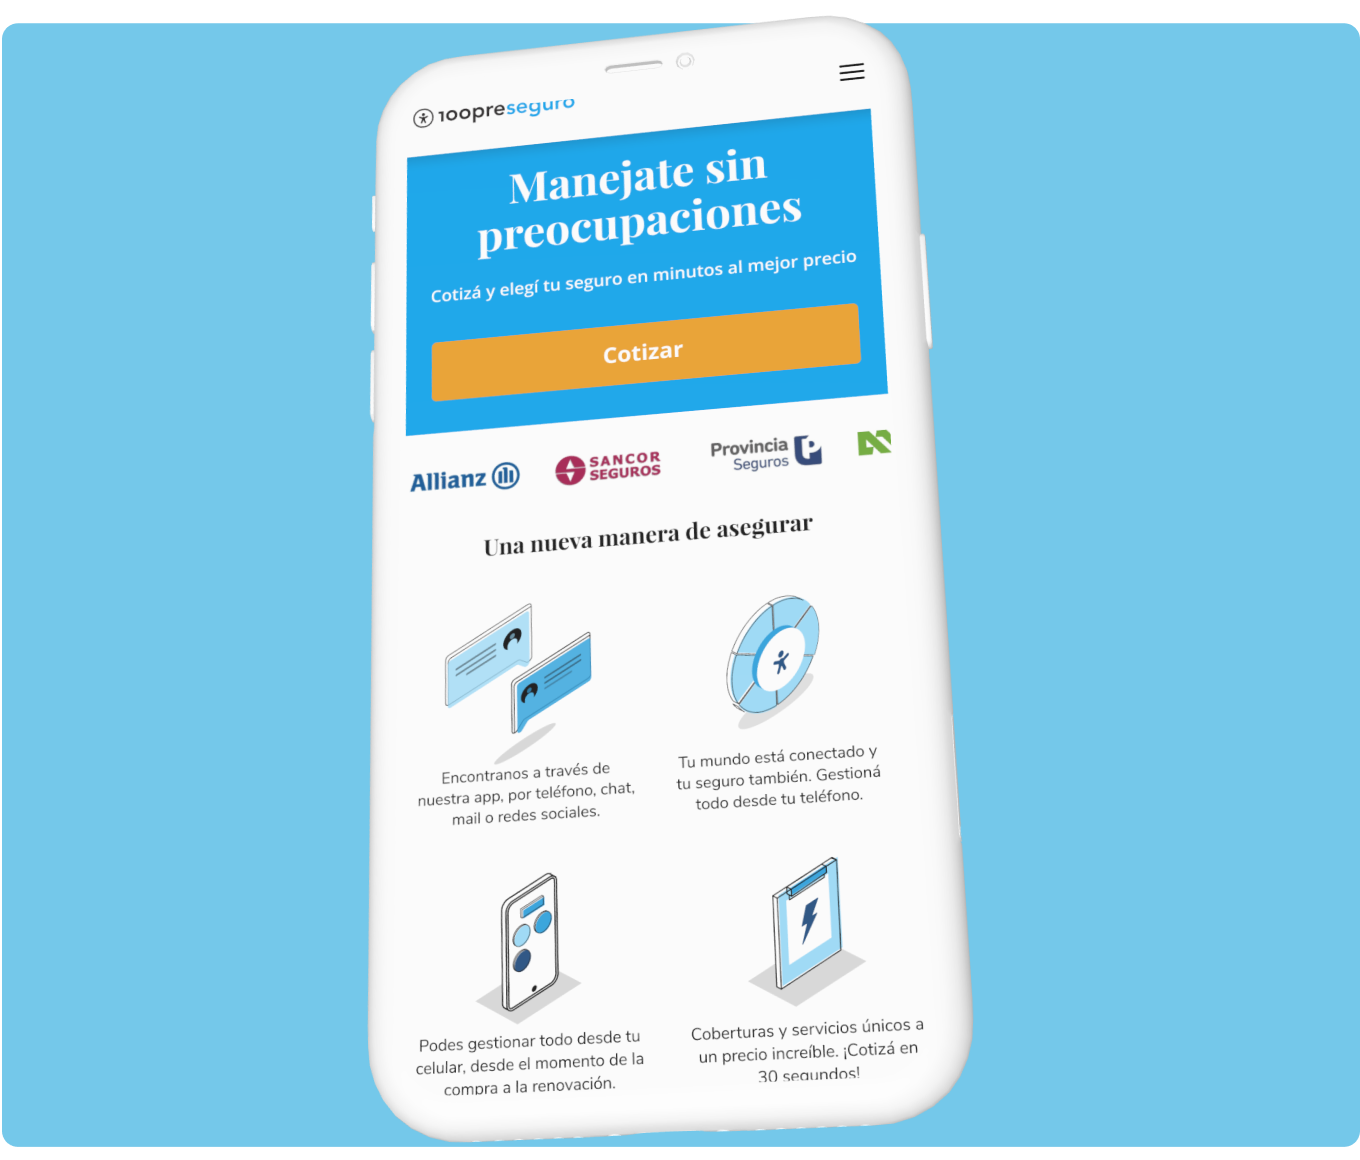 100preseguro
Manejate sin
preocupaciones
Cotizá y elegí tu seguro en minutos al mejor precio
Cotizar
Allianz
SANCOR
SEGUROS
Provincia
Seguros
Una nueva manera de asegurar
Encontranos a través de
nuestra app, por teléfono, chat,
mail o redes sociales.
Tu mundo está conectado y
tu seguro también. Gestioná
todo desde tu teléfono.
Podes gestionar todo desde tu
celular, desde el momento de la
compra a la renovación.
Coberturas y servicios únicos a
un precio increíble. ¡Cotizá en
30 segundos!